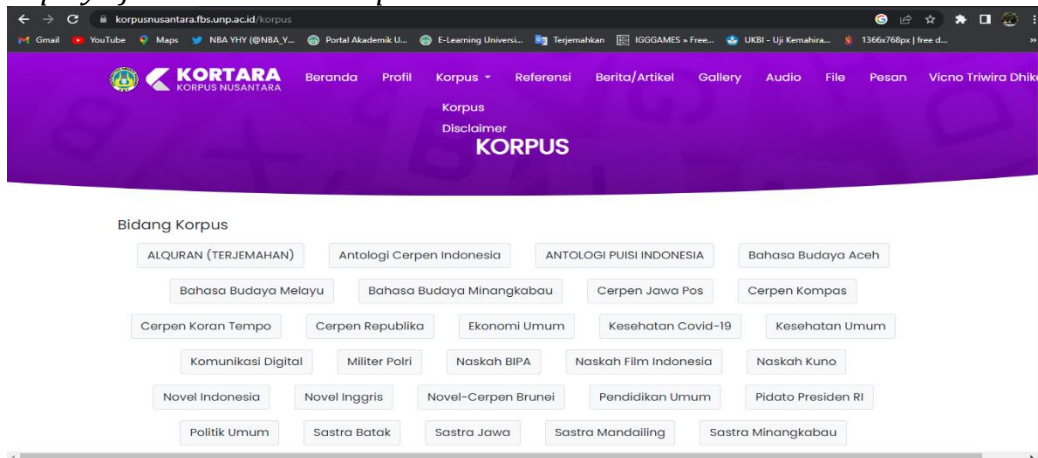 korpusnusantara.fbs.unp.ac.id/korpus
Gmail YouTube Maps NBA YHY (@NBA_Y... Portal Akademik U... E-Learning Universi... Terjemahkan IGGGAMES » Free... UKBI - Uji Kemahira... 1366x768px | free d... »
KORTARA
KORPUS NUSANTARA
Beranda Profil Korpus Referensi Berita/Artikel Gallery Audio File Pesan Vicno Triwira Dhik
Korpus
Disclaimer
KORPUS
Bidang Korpus
ALQURAN (TERJEMAHAN) Antologi Cerpen Indonesia ANTOLOGI PUISI INDONESIA Bahasa Budaya Aceh
Bahasa Budaya Melayu Bahasa Budaya Minangkabau Cerpen Jawa Pos Cerpen Kompas
Cerpen Koran Tempo Cerpen Republika Ekonomi Umum Kesehatan Covid-19 Kesehatan Umum
Komunikasi Digital Militer Polri Naskah BIPA Naskah Film Indonesia Naskah Kuno
Novel Indonesia Novel Inggris Novel-Cerpen Brunei Pendidikan Umum Pidato Presiden RI
Politik Umum Sastra Batak Sastra Jawa Sastra Mandailing Sastra Minangkabau